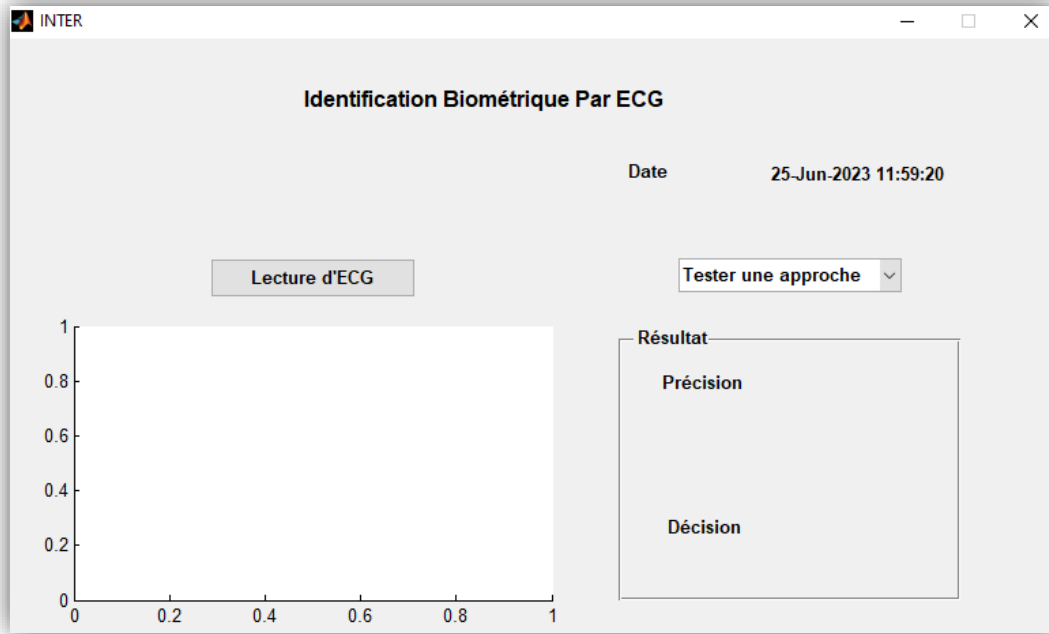 INTER
Identification Biométrique Par ECG
Date 25-Jun-2023 11:59:20
Lecture d'ECG
Tester une approche
1
0.8
0.6
0.4
0.2
0
0 0.2 0.4 0.6 0.8 1
Résultat
Précision
Décision